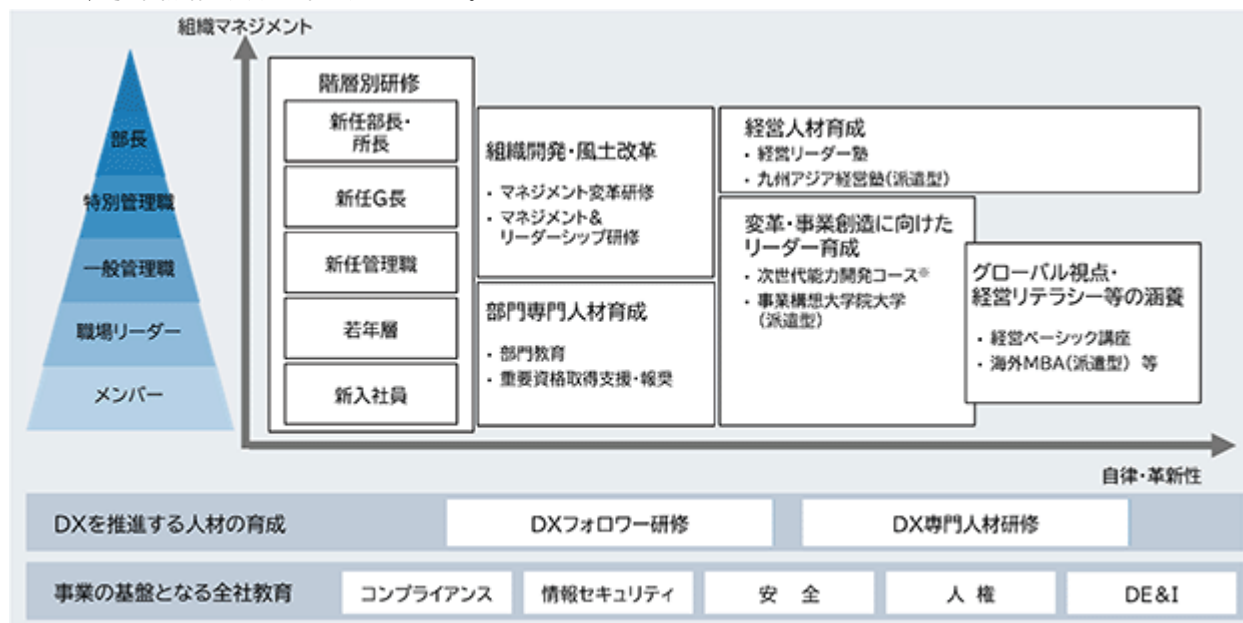 組織マネジメント
部長
特別管理職
一般管理職
職場リーダー
メンバー
階層別研修
新任部長・
所長
新任G長
新任管理職
若年層
新入社員
組織開発・風土改革
・ マネジメント変革研修
・ マネジメント&
リーダーシップ研修
部門専門人材育成
・ 部門教育
・ 重要資格取得支援・報奨
経営人材育成
・ 経営リーダー塾
・ 九州アジア経営塾(派遣型)
変革・事業創造に向けた
リーダー育成
・ 次世代能力開発コース※
・ 事業構想大学院大学
(派遣型)
グローバル視点・
経営リテラシー等の涵養
・ 経営ベーシック講座
・ 海外MBA(派遣型) 等
自律・革新性
DXを推進する人材の育成
DXフォロワー研修
DX専門人材研修
事業の基盤となる全社教育
コンプライアンス
情報セキュリティ
安 全
人 権
DE&I